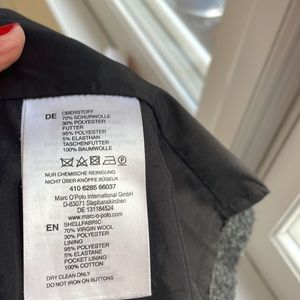 DE OBERSTOFF
70% SCHURWOLLE
30% POLYESTER
FUTTER
95% POLYESTER
5% ELASTHAN
TASCHENFUTTER
100% BAUMWOLLE
NUR CHEMISCHE REINIGUNG
NICHT ÜBER KNÖPFE BÜGELN
410 6285 66037
Marc O'Polo International GmbH
D-83071 Stephanskirchen
DE 131184524
www.marc-o-polo.com
EN SHELLFABRIC
70% VIRGIN WOOL
30% POLYESTER
LINING
95% POLYESTER
5% ELASTANE
POCKET LINING
100% COTTON
DRY CLEAN ONLY
DO NOT IRON ON BUTTONS